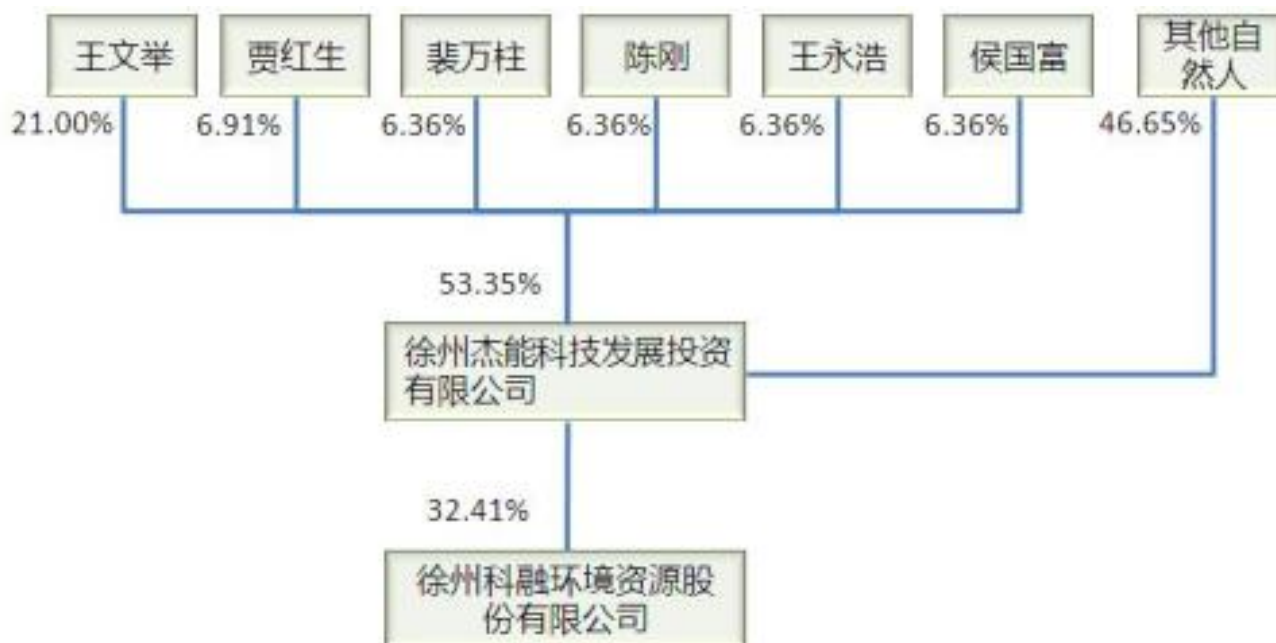 王文举
贾红生
裴万柱
陈刚
王永浩
侯国富
其他自
然人
21.00%
6.91%
6.36%
6.36%
6.36%
6.36%
46.65%
53.35%
徐州杰能科技发展投资
有限公司
32.41%
徐州科融环境资源股
份有限公司